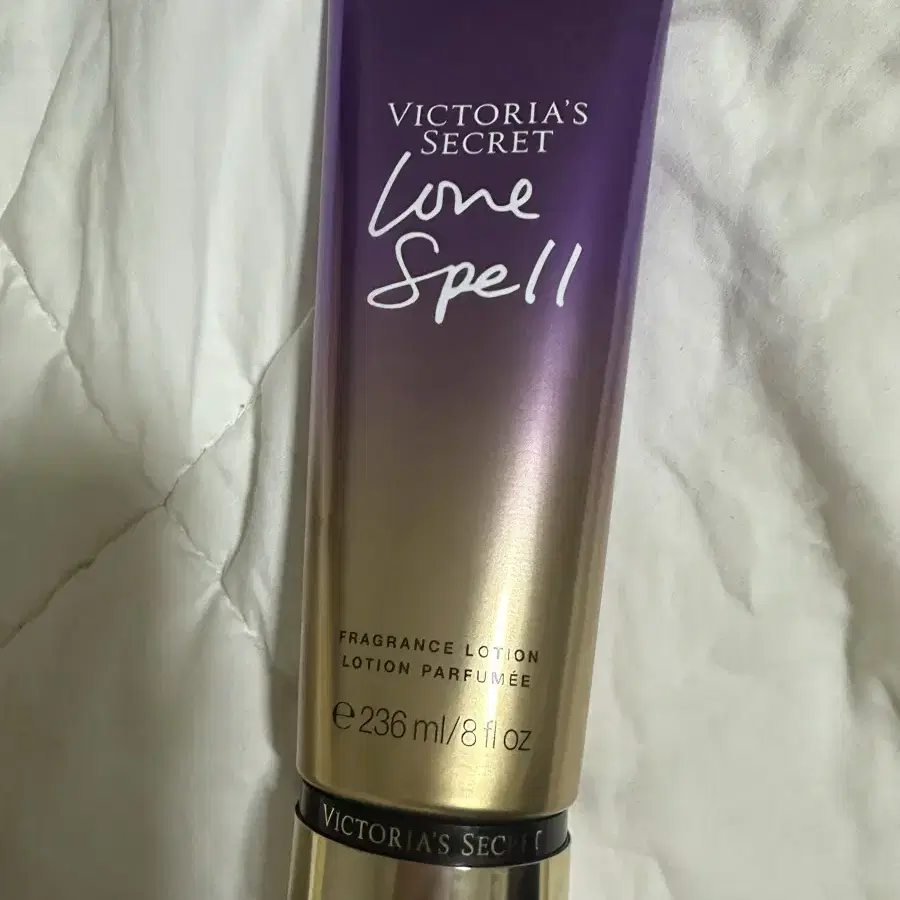 VICTORIA'S
SECRET
Love
Spell
FRAGRANCE LOTION
LOTION PARFUMÉE
℮ 236 ml/8 fl oz
VICTORIA'S SECRET